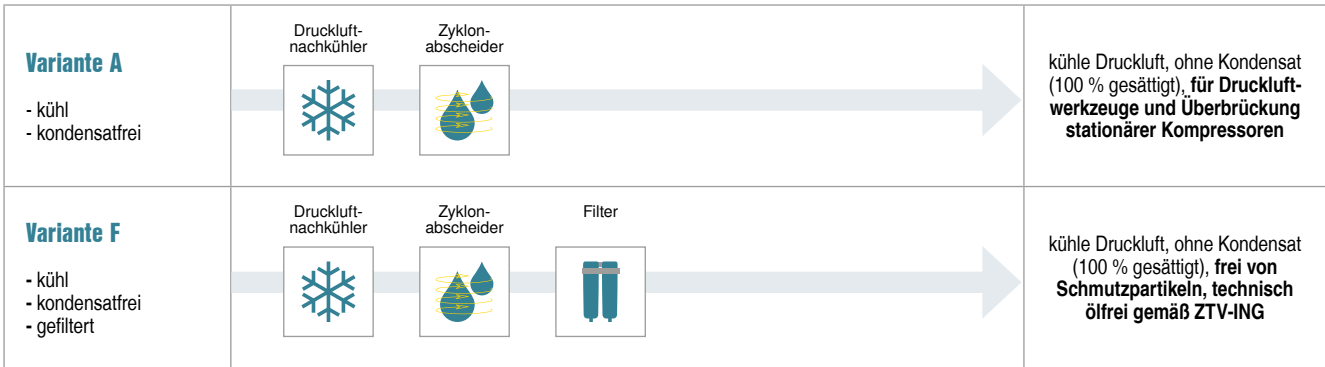 Variante A
- kühl
- kondensatfrei
Druckluft-
nachkühler
Zyklon-
abscheider
kühle Druckluft, ohne Kondensat
(100 % gesättigt), für Druckluft-
werkzeuge und Überbrückung
stationärer Kompressoren
Variante F
- kühl
- kondensatfrei
- gefiltert
Druckluft-
nachkühler
Zyklon-
abscheider
Filter
kühle Druckluft, ohne Kondensat
(100 % gesättigt), frei von
Schmutzpartikeln, technisch
ölfrei gemäß ZTV-ING